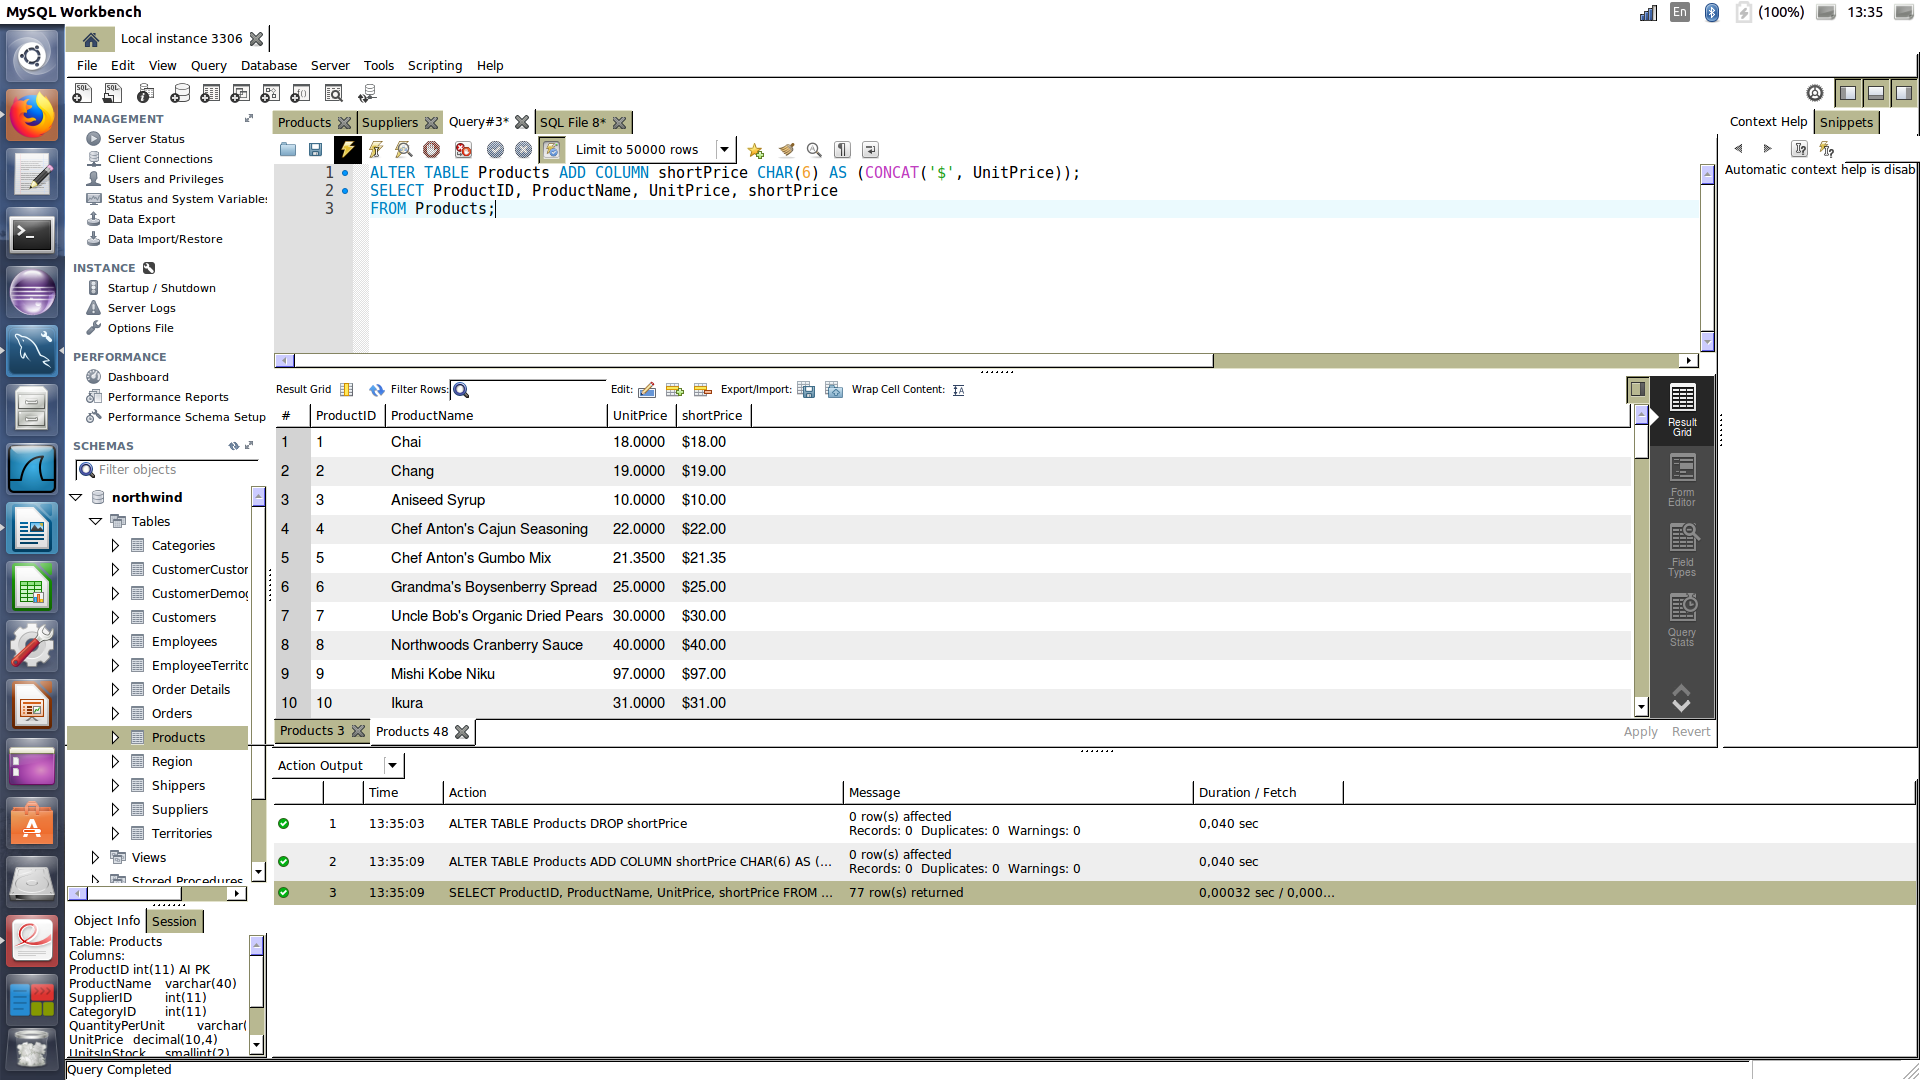 MySQL Workbench
En
(100%)
13:35
Local instance 3306
File Edit View Query Database Server Tools Scripting Help
MANAGEMENT
Server Status
Client Connections
Users and Privileges
Status and System Variables
Data Export
Data Import/Restore
INSTANCE
Startup / Shutdown
Server Logs
Options File
PERFORMANCE
Dashboard
Performance Reports
Performance Schema Setup
SCHEMAS
Filter objects
northwind
Tables
Categories
CustomerCustor
CustomerDemog
Customers
Employees
EmployeeTerrito
Order Details
Orders
Products
Region
Shippers
Suppliers
Territories
Views
Stored Procedures
Object Info Session
Table: Products
Columns:
ProductID int(11) AI PK
ProductName varchar(40)
SupplierID int(11)
CategoryID int(11)
QuantityPerUnit varchar(
UnitPrice decimal(10,4)
UnitsInStock smallint(2)
Query Completed
Products Suppliers Query#3* SQL File 8*
Limit to 50000 rows
1 ALTER TABLE Products ADD COLUMN shortPrice CHAR(6) AS (CONCAT('$', UnitPrice));
2 SELECT ProductID, ProductName, UnitPrice, shortPrice
3 FROM Products;
Result Grid Filter Rows: Edit: Export/Import: Wrap Cell Content:
# ProductID ProductName UnitPrice shortPrice
1 1 Chai 18.0000 $18.00
2 2 Chang 19.0000 $19.00
3 3 Aniseed Syrup 10.0000 $10.00
4 4 Chef Anton's Cajun Seasoning 22.0000 $22.00
5 5 Chef Anton's Gumbo Mix 21.3500 $21.35
6 6 Grandma's Boysenberry Spread 25.0000 $25.00
7 7 Uncle Bob's Organic Dried Pears 30.0000 $30.00
8 8 Northwoods Cranberry Sauce 40.0000 $40.00
9 9 Mishi Kobe Niku 97.0000 $97.00
10 10 Ikura 31.0000 $31.00
Products 3 Products 48
Apply Revert
Result
Grid
Form
Editor
Field
Types
Query
Stats
Context Help Snippets
Automatic context help is disab
Action Output
Time Action Message Duration / Fetch
1 13:35:03 ALTER TABLE Products DROP shortPrice 0 row(s) affected
Records: 0 Duplicates: 0 Warnings: 0 0,040 sec
2 13:35:09 ALTER TABLE Products ADD COLUMN shortPrice CHAR(6) AS (... 0 row(s) affected
Records: 0 Duplicates: 0 Warnings: 0 0,040 sec
3 13:35:09 SELECT ProductID, ProductName, UnitPrice, shortPrice FROM ... 77 row(s) returned 0,00032 sec / 0,000...